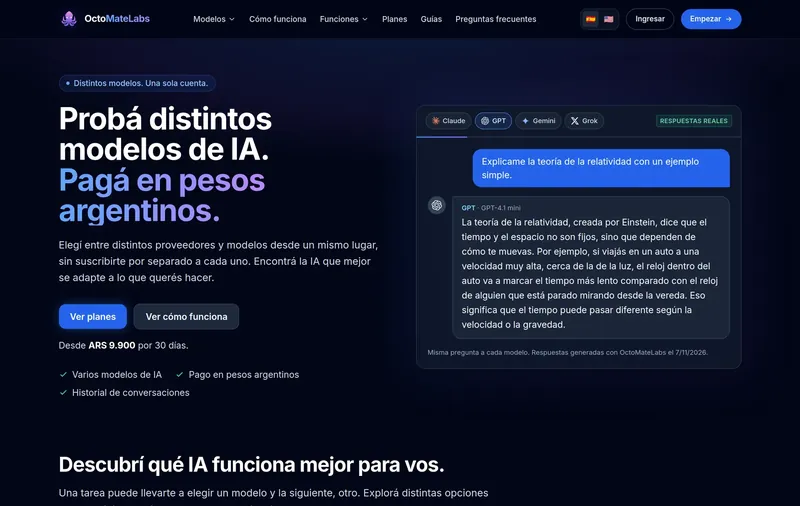 OctoMateLabs
Modelos
Cómo funciona
Funciones
Planes
Guías
Preguntas frecuentes
Ingresar
Empezar →
Distintos modelos. Una sola cuenta.
Probá distintos
modelos de IA.
Pagá en pesos
argentinos.
Elegí entre distintos proveedores y modelos desde un mismo lugar,
sin suscribirte por separado a cada uno. Encontrá la IA que mejor
se adapte a lo que querés hacer.
Ver planes
Ver cómo funciona
Desde ARS 9.900 por 30 días.
Varios modelos de IA
Pago en pesos argentinos
Historial de conversaciones
Claude
GPT
Gemini
Grok
RESPUESTAS REALES
Explicame la teoría de la relatividad con un ejemplo
simple.
GPT · GPT-4.1 mini
La teoría de la relatividad, creada por Einstein, dice que el
tiempo y el espacio no son fijos, sino que dependen de
cómo te muevas. Por ejemplo, si viajás en un auto a una
velocidad muy alta, cerca de la de la luz, el reloj dentro del
auto va a marcar el tiempo más lento comparado con el reloj
de alguien que está parado mirando desde la vereda. Eso
significa que el tiempo puede pasar diferente según la
velocidad o la gravedad.
Misma pregunta a cada modelo. Respuestas generadas con OctoMateLabs el 7/11/2026.
Descubrí qué IA funciona mejor para vos.
Una tarea puede llevarte a elegir un modelo y la siguiente, otro. Explorá distintas opciones